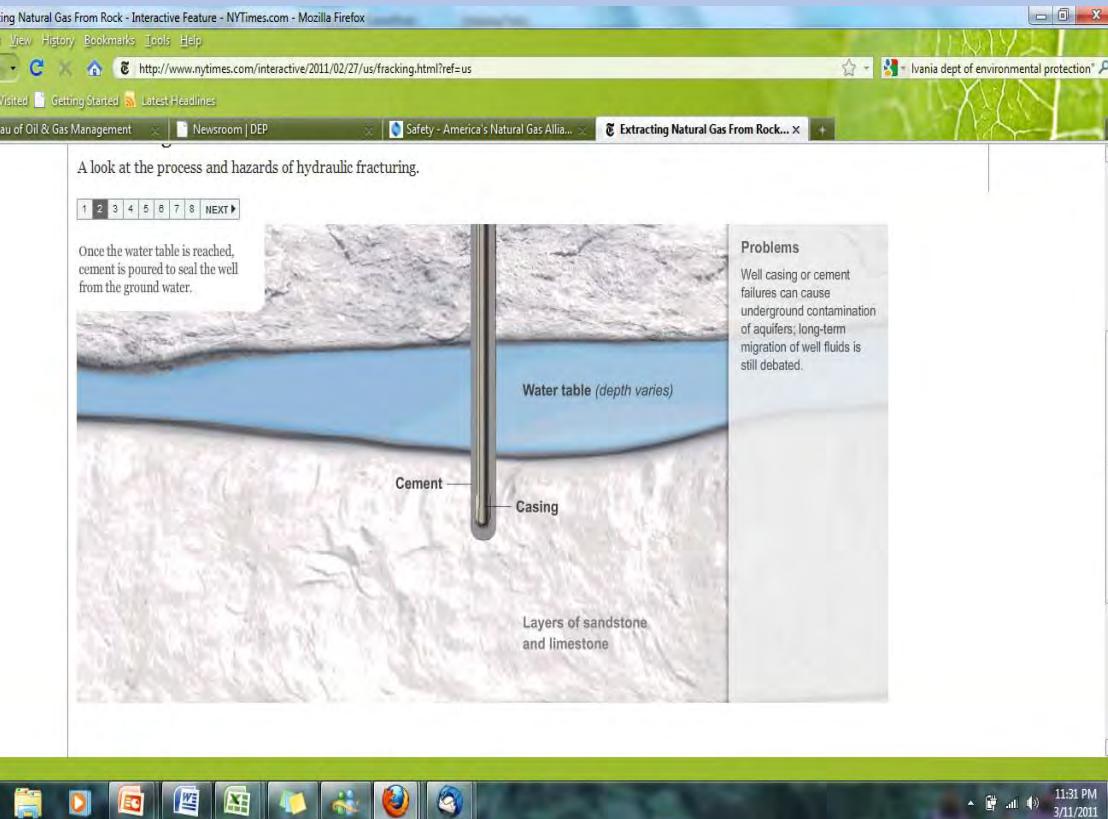 ing Natural Gas From Rock - Interactive Feature - NYTimes.com - Mozilla Firefox
View History Bookmarks Tools Help
http://www.nytimes.com/interactive/2011/02/27/us/fracking.html?ref=us
lvania dept of environmental protection"
Visited Getting Started Latest Headlines
au of Oil & Gas Management
Newsroom | DEP
Safety - America's Natural Gas Allia...
Extracting Natural Gas From Rock...
A look at the process and hazards of hydraulic fracturing.
1 2 3 4 5 6 7 8 NEXT
Once the water table is reached,
cement is poured to seal the well
from the ground water.
Problems
Well casing or cement
failures can cause
underground contamination
of aquifers; long-term
migration of well fluids is
still debated.
Water table (depth varies)
Cement
Casing
Layers of sandstone
and limestone
11:31 PM
3/11/2011